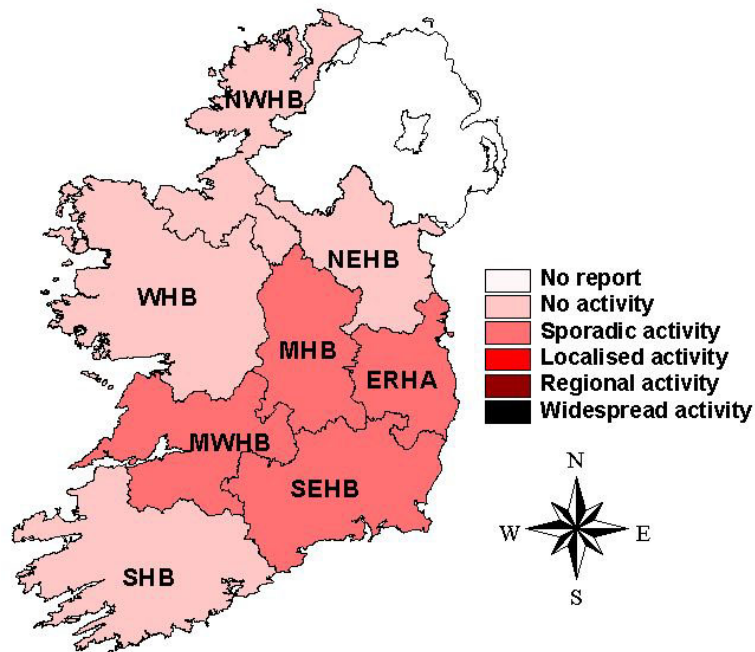 NWHB
NEHB
WHB
MHB
ERHA
MWHB
SEHB
SHB
No report
No activity
Sporadic activity
Localised activity
Regional activity
Widespread activity
N
W E
S